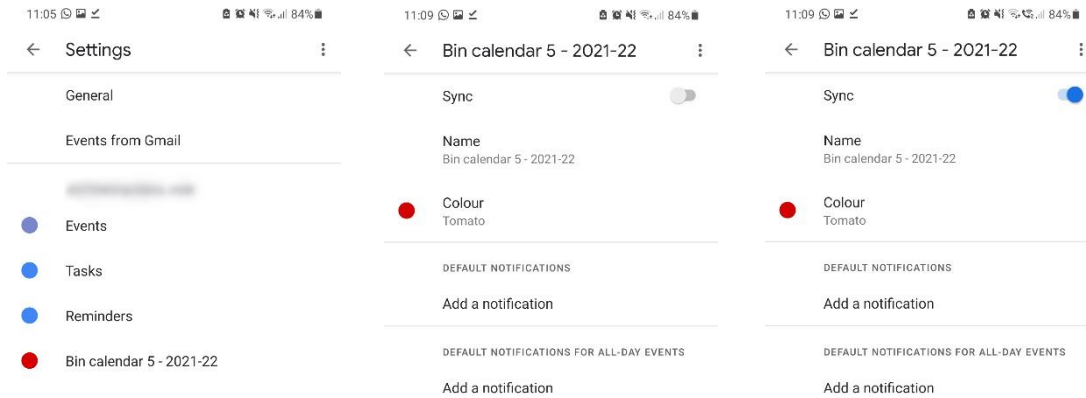 11:05
84%
Settings
General
Events from Gmail
Events
Tasks
Reminders
Bin calendar 5 - 2021-22
11:09
84%
Bin calendar 5 - 2021-22
Sync
Name
Bin calendar 5 - 2021-22
Colour
Tomato
DEFAULT NOTIFICATIONS
Add a notification
DEFAULT NOTIFICATIONS FOR ALL-DAY EVENTS
Add a notification
11:09
84%
Bin calendar 5 - 2021-22
Sync
Name
Bin calendar 5 - 2021-22
Colour
Tomato
DEFAULT NOTIFICATIONS
Add a notification
DEFAULT NOTIFICATIONS FOR ALL-DAY EVENTS
Add a notification